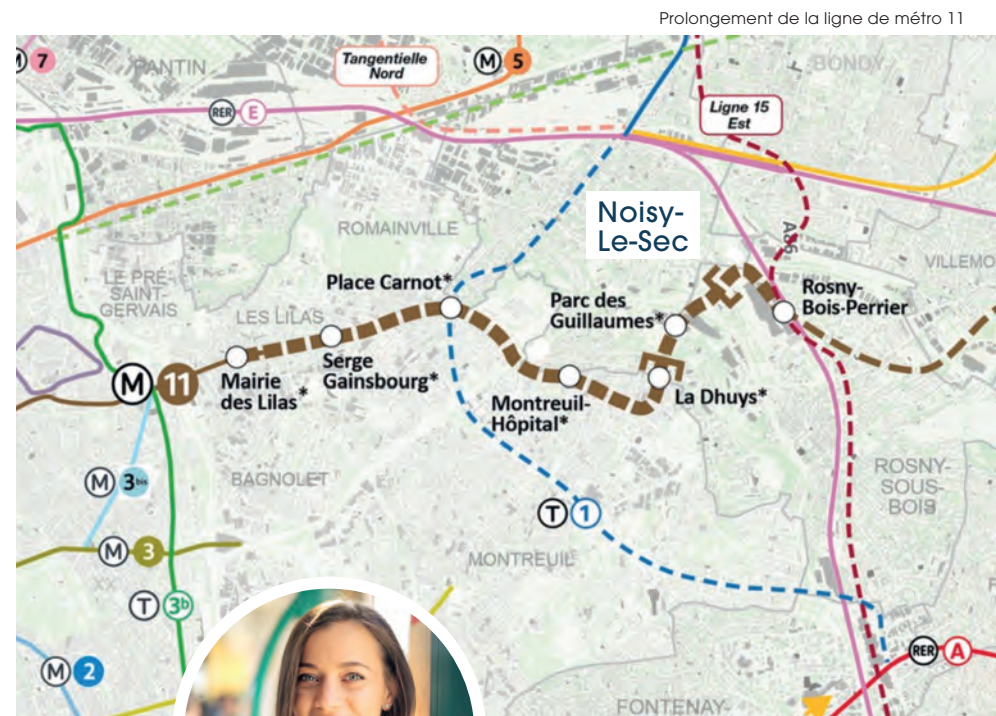 Prolongement de la ligne de métro 11
M 7
PANTIN
Tangentielle
Nord
M 5
BONDY
RER E
Ligne 15
Est
Noisy-
Le-Sec
ROMAINVILLE
A86
VILLEMO
LE PRÉ-
SAINT-
GERVAIS
Place Carnot*
Parc des
Guillaumes*
Rosny-
Bois-Perrier
LES LILAS
M 11
Mairie
des Lilas*
Serge
Gainsbourg*
Montreuil-
Hôpital*
La Dhuys*
M 3bis
BAGNOLET
ROSNY-
SOUS-
BOIS
T 1
M 3
MONTREUIL
XX
T 3b
M 2
RER A
FONTENAY-